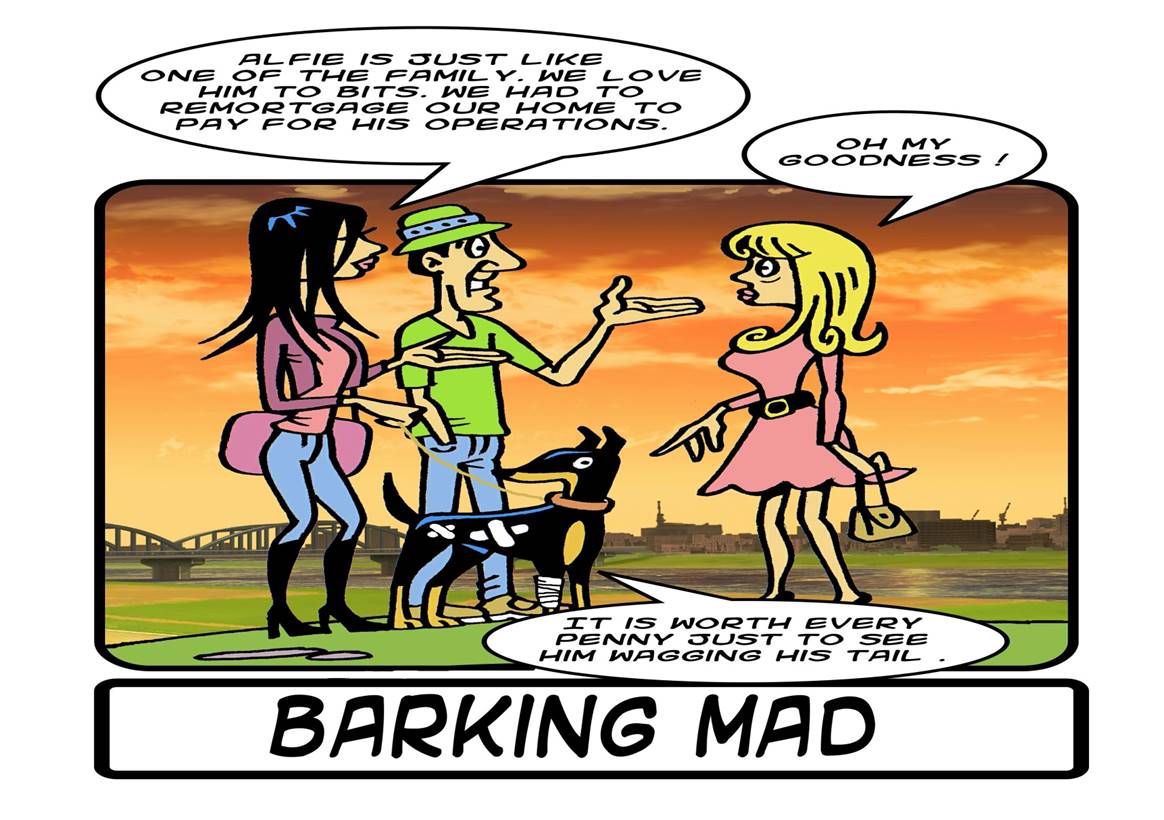 ALFIE IS JUST LIKE
ONE OF THE FAMILY. WE LOVE
HIM TO BITS. WE HAD TO
REMORTGAGE OUR HOME TO
PAY FOR HIS OPERATIONS.
OH MY
GOODNESS !
IT IS WORTH EVERY
PENNY JUST TO SEE
HIM WAGGING HIS TAIL .
BARKING MAD